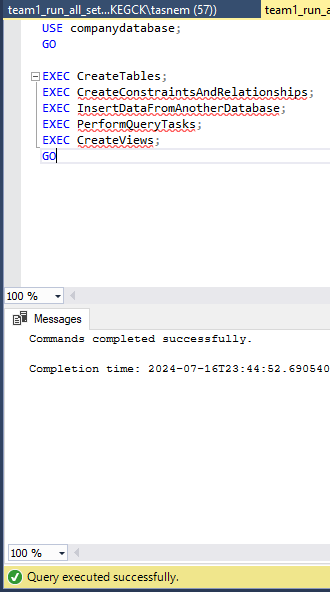 team1_run_all_set...KEGCK\tasnem (57))
team1_run_a
USE companydatabase;
GO
EXEC CreateTables;
EXEC CreateConstraintsAndRelationships;
EXEC InsertDataFromAnotherDatabase;
EXEC PerformQueryTasks;
EXEC CreateViews;
GO
100 %
Messages
Commands completed successfully.
Completion time: 2024-07-16T23:44:52.690540
100 %
Query executed successfully.